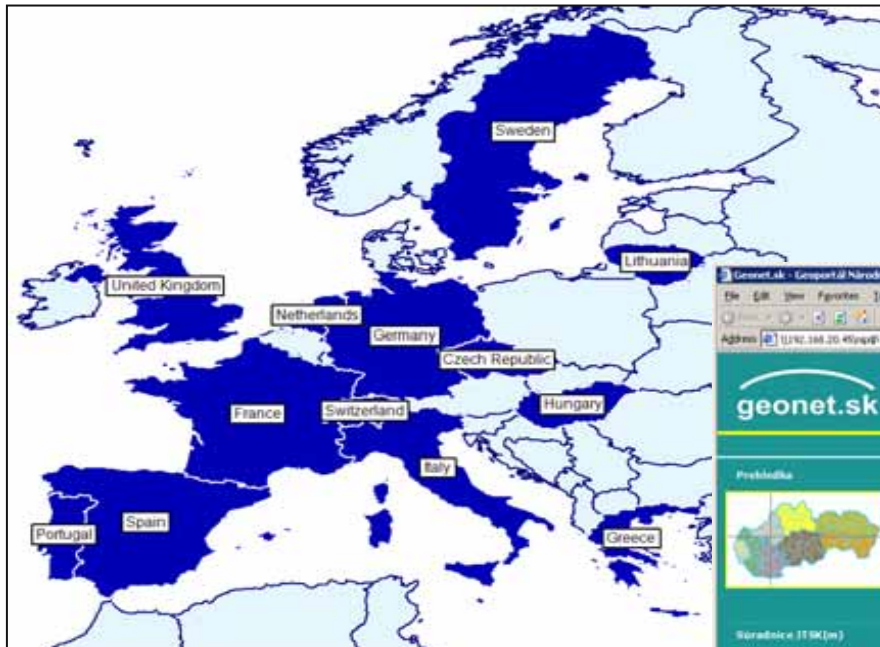 Sweden
Lithuania
United Kingdom
Netherlands
Germany
Czech Republic
France
Switzerland
Hungary
Italy
Portugal
Spain
Greece
Geonet.sk - Geoportál Národn
File Edit View Favorites
Address
geonet.sk
Prehliadka
Súradnice JTSK(m)